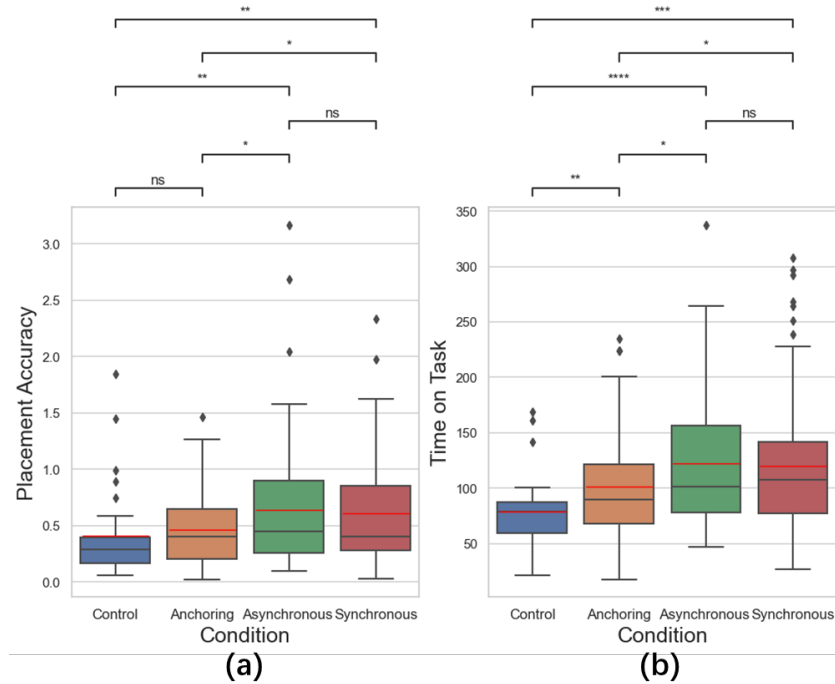 **
*
**
ns
*
ns
3.0
2.5
2.0
1.5
1.0
0.5
0.0
Placement Accuracy
Control Anchoring Asynchronous Synchronous
Condition
(a)
***
*
****
ns
*
**
350
300
250
200
150
100
50
Time on Task
Control Anchoring Asynchronous Synchronous
Condition
(b)